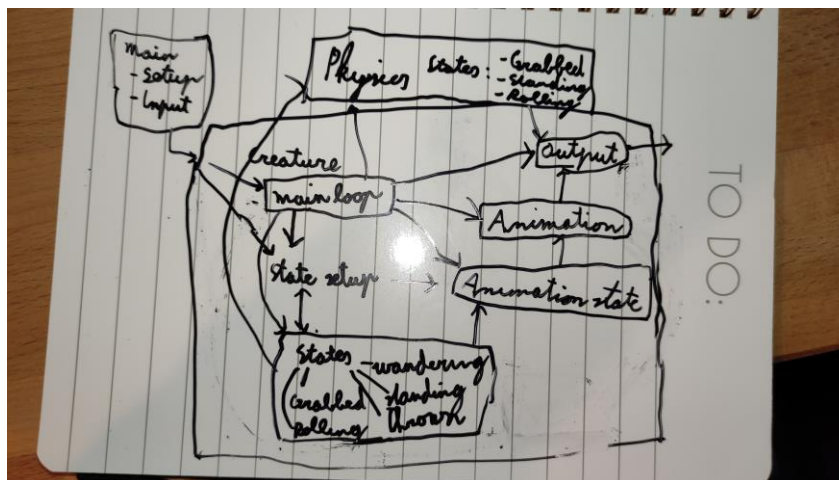 main
- Setup
- Input
Physics States: - Grabbed
- Standing
- Rolling
Creature
main loop
Output
Animation
State setup
Animation state
States - wandering
Grabbed standing
Rolling thrown
TO DO: